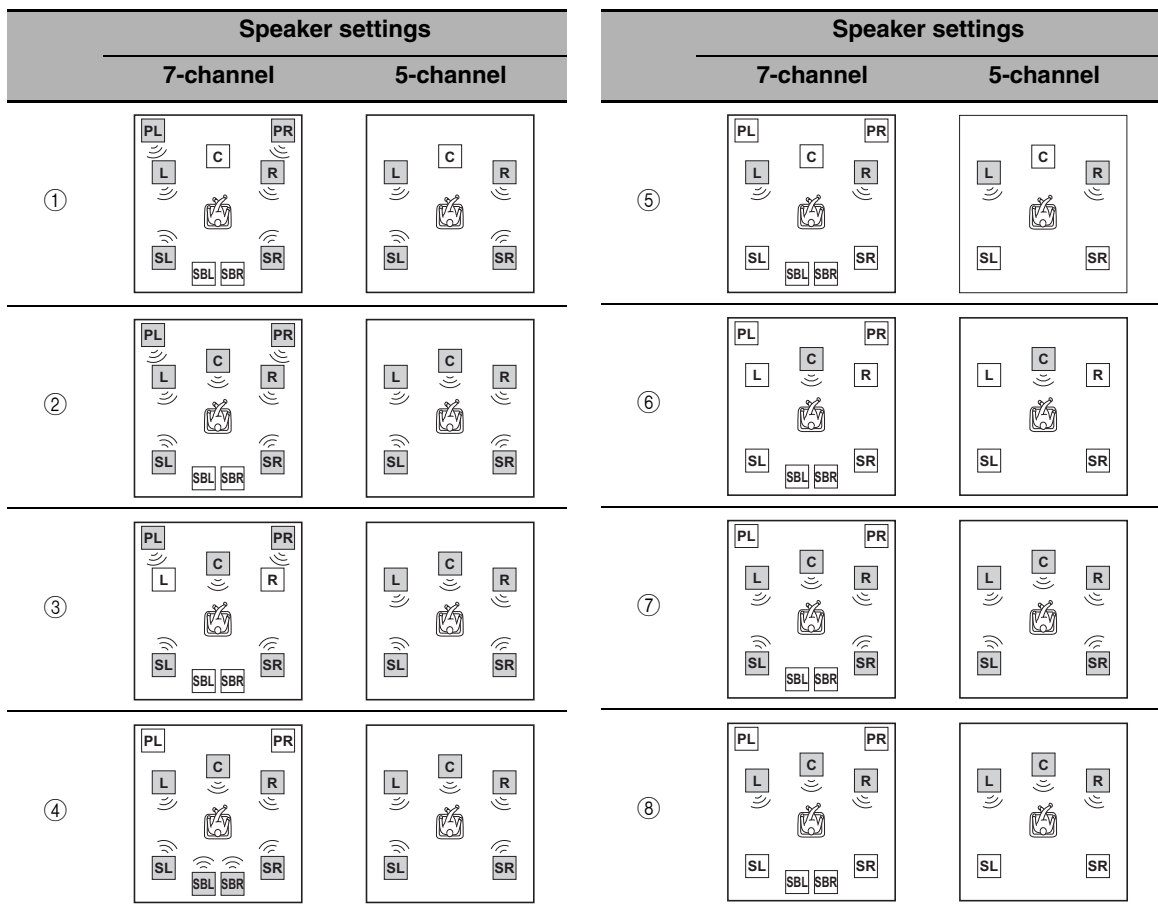 Speaker settings
7-channel 5-channel
①
PL PR
C
L R
SL SR
SBL SBR
C
L R
SL SR
②
PL PR
C
L R
SL SR
SBL SBR
C
L R
SL SR
③
PL PR
C
L R
SL SR
SBL SBR
C
L R
SL SR
④
PL PR
C
L R
SL SR
SBL SBR
C
L R
SL SR
Speaker settings
7-channel 5-channel
⑤
PL PR
C
L R
SL SR
SBL SBR
C
L R
SL SR
⑥
PL PR
C
L R
SL SR
SBL SBR
C
L R
SL SR
⑦
PL PR
C
L R
SL SR
SBL SBR
C
L R
SL SR
⑧
PL PR
C
L R
SL SR
SBL SBR
C
L R
SL SR